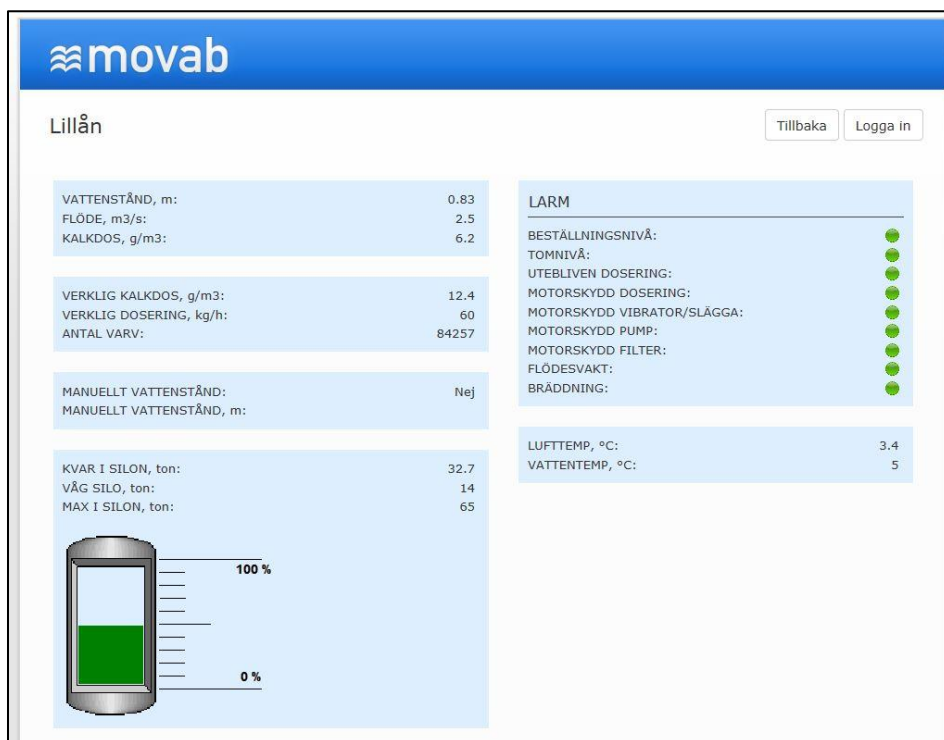 movab
Lillån
Tillbaka
Logga in
VATTENSTÅND, m: 0.83
FLÖDE, m3/s: 2.5
KALKDOS, g/m3: 6.2
VERKLIG KALKDOS, g/m3: 12.4
VERKLIG DOSERING, kg/h: 60
ANTAL VARV: 84257
MANUELLT VATTENSTÅND: Nej
MANUELLT VATTENSTÅND, m:
KVAR I SILON, ton: 32.7
VÅG SILO, ton: 14
MAX I SILON, ton: 65
100 %
0 %
LARM
BESTÄLLNINGSNIVÅ:
TOMNIVÅ:
UTEBLIVEN DOSERING:
MOTORSKYDD DOSERING:
MOTORSKYDD VIBRATOR/SLÄGGA:
MOTORSKYDD PUMP:
MOTORSKYDD FILTER:
FLÖDESVAKT:
BRÄDDNING:
LUFTTEMP, ºC: 3.4
VATTENTEMP, ºC: 5